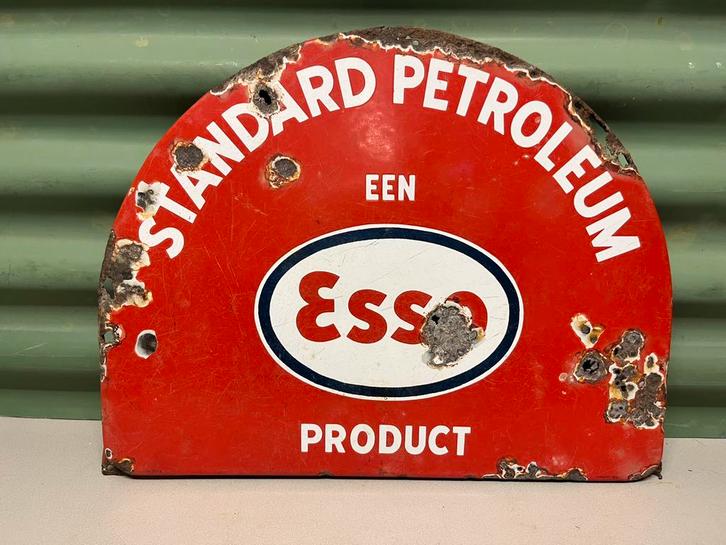 STANDARD PETROLEUM
EEN
Esso
PRODUCT